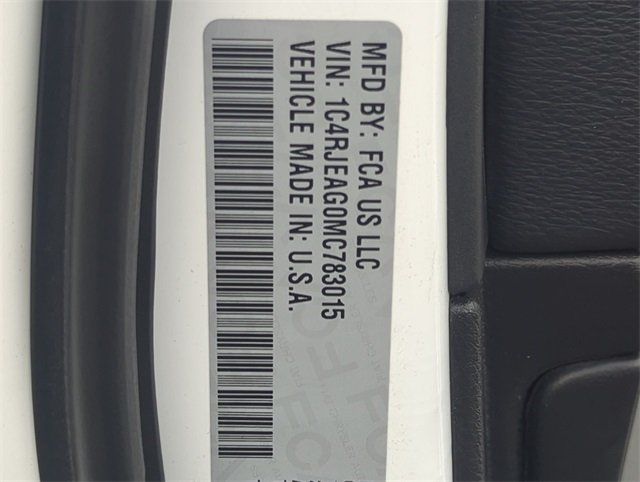 MFD BY: FCA US LLC
VIN: 1C4RJEAG0MC783015
VEHICLE MADE IN: U.S.A.